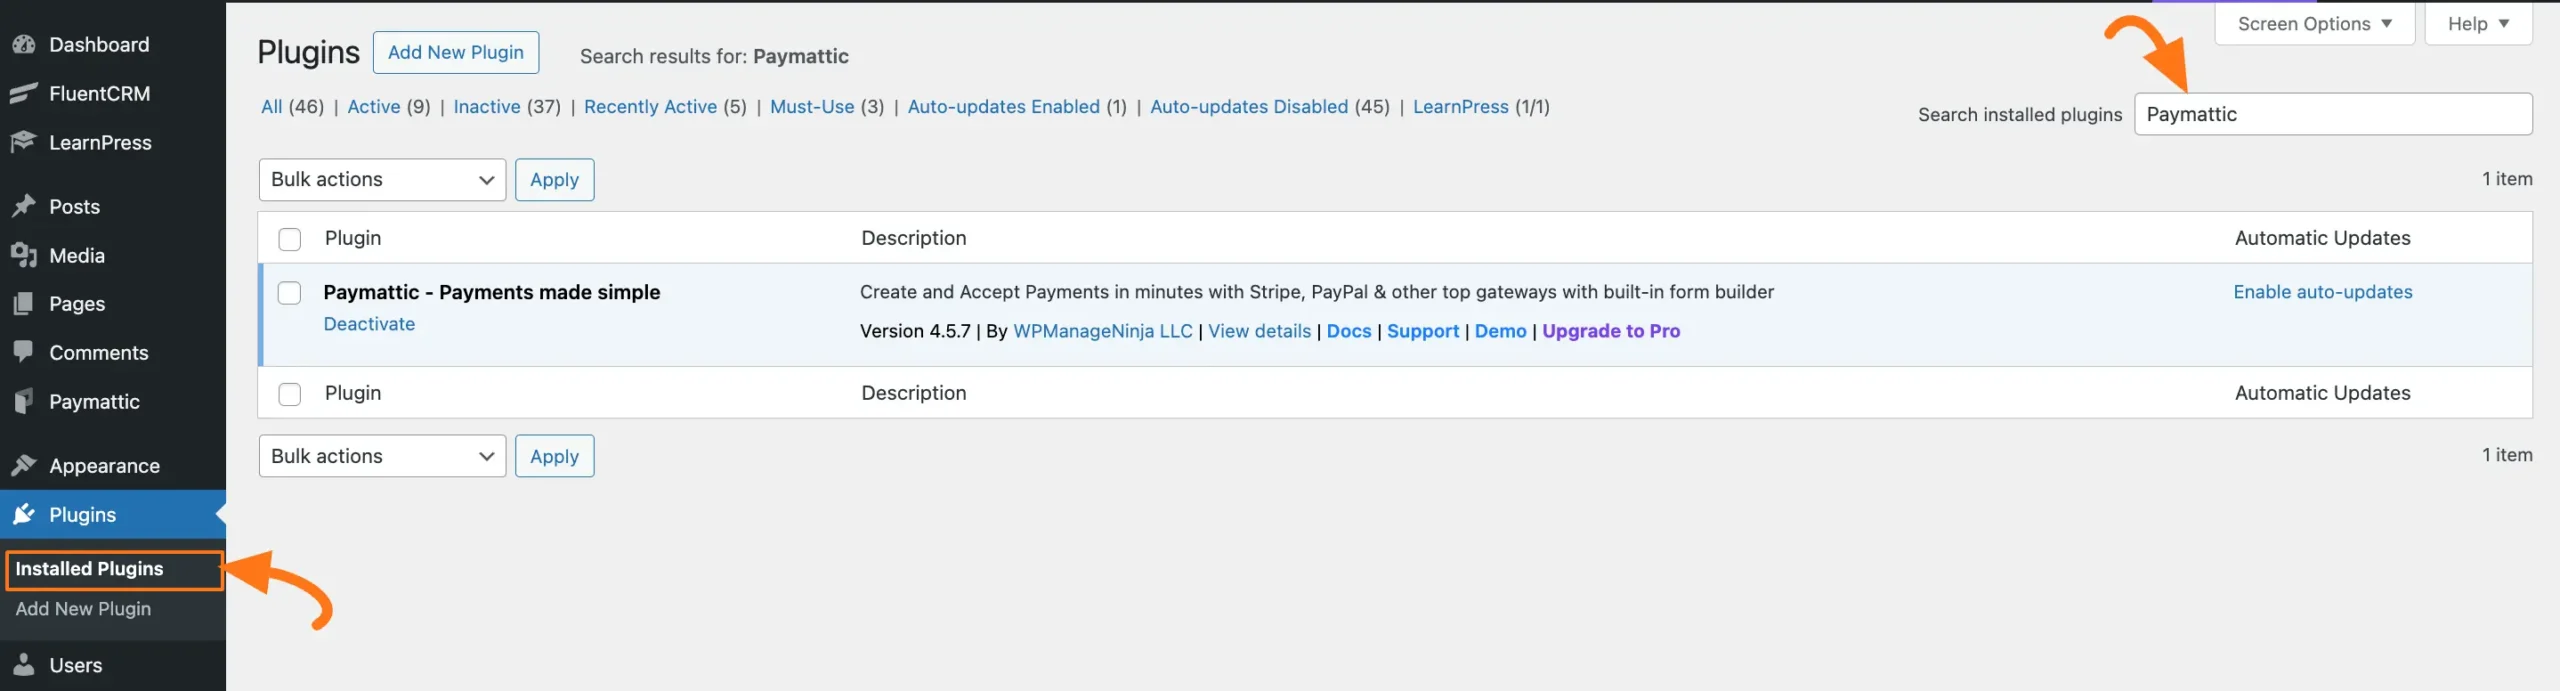 Dashboard
FluentCRM
LearnPress
Posts
Media
Pages
Comments
Paymattic
Appearance
Plugins
Installed Plugins
Add New Plugin
Users
Screen Options ▼ Help ▼
Plugins Add New Plugin Search results for: Paymattic
All (46) | Active (9) | Inactive (37) | Recently Active (5) | Must-Use (3) | Auto-updates Enabled (1) | Auto-updates Disabled (45) | LearnPress (1/1)
Search installed plugins Paymattic
Bulk actions Apply 1 item
Plugin Description Automatic Updates
Paymattic - Payments made simple Create and Accept Payments in minutes with Stripe, PayPal & other top gateways with built-in form builder Enable auto-updates
Deactivate Version 4.5.7 | By WPManageNinja LLC | View details | Docs | Support | Demo | Upgrade to Pro
Plugin Description Automatic Updates
Bulk actions Apply 1 item